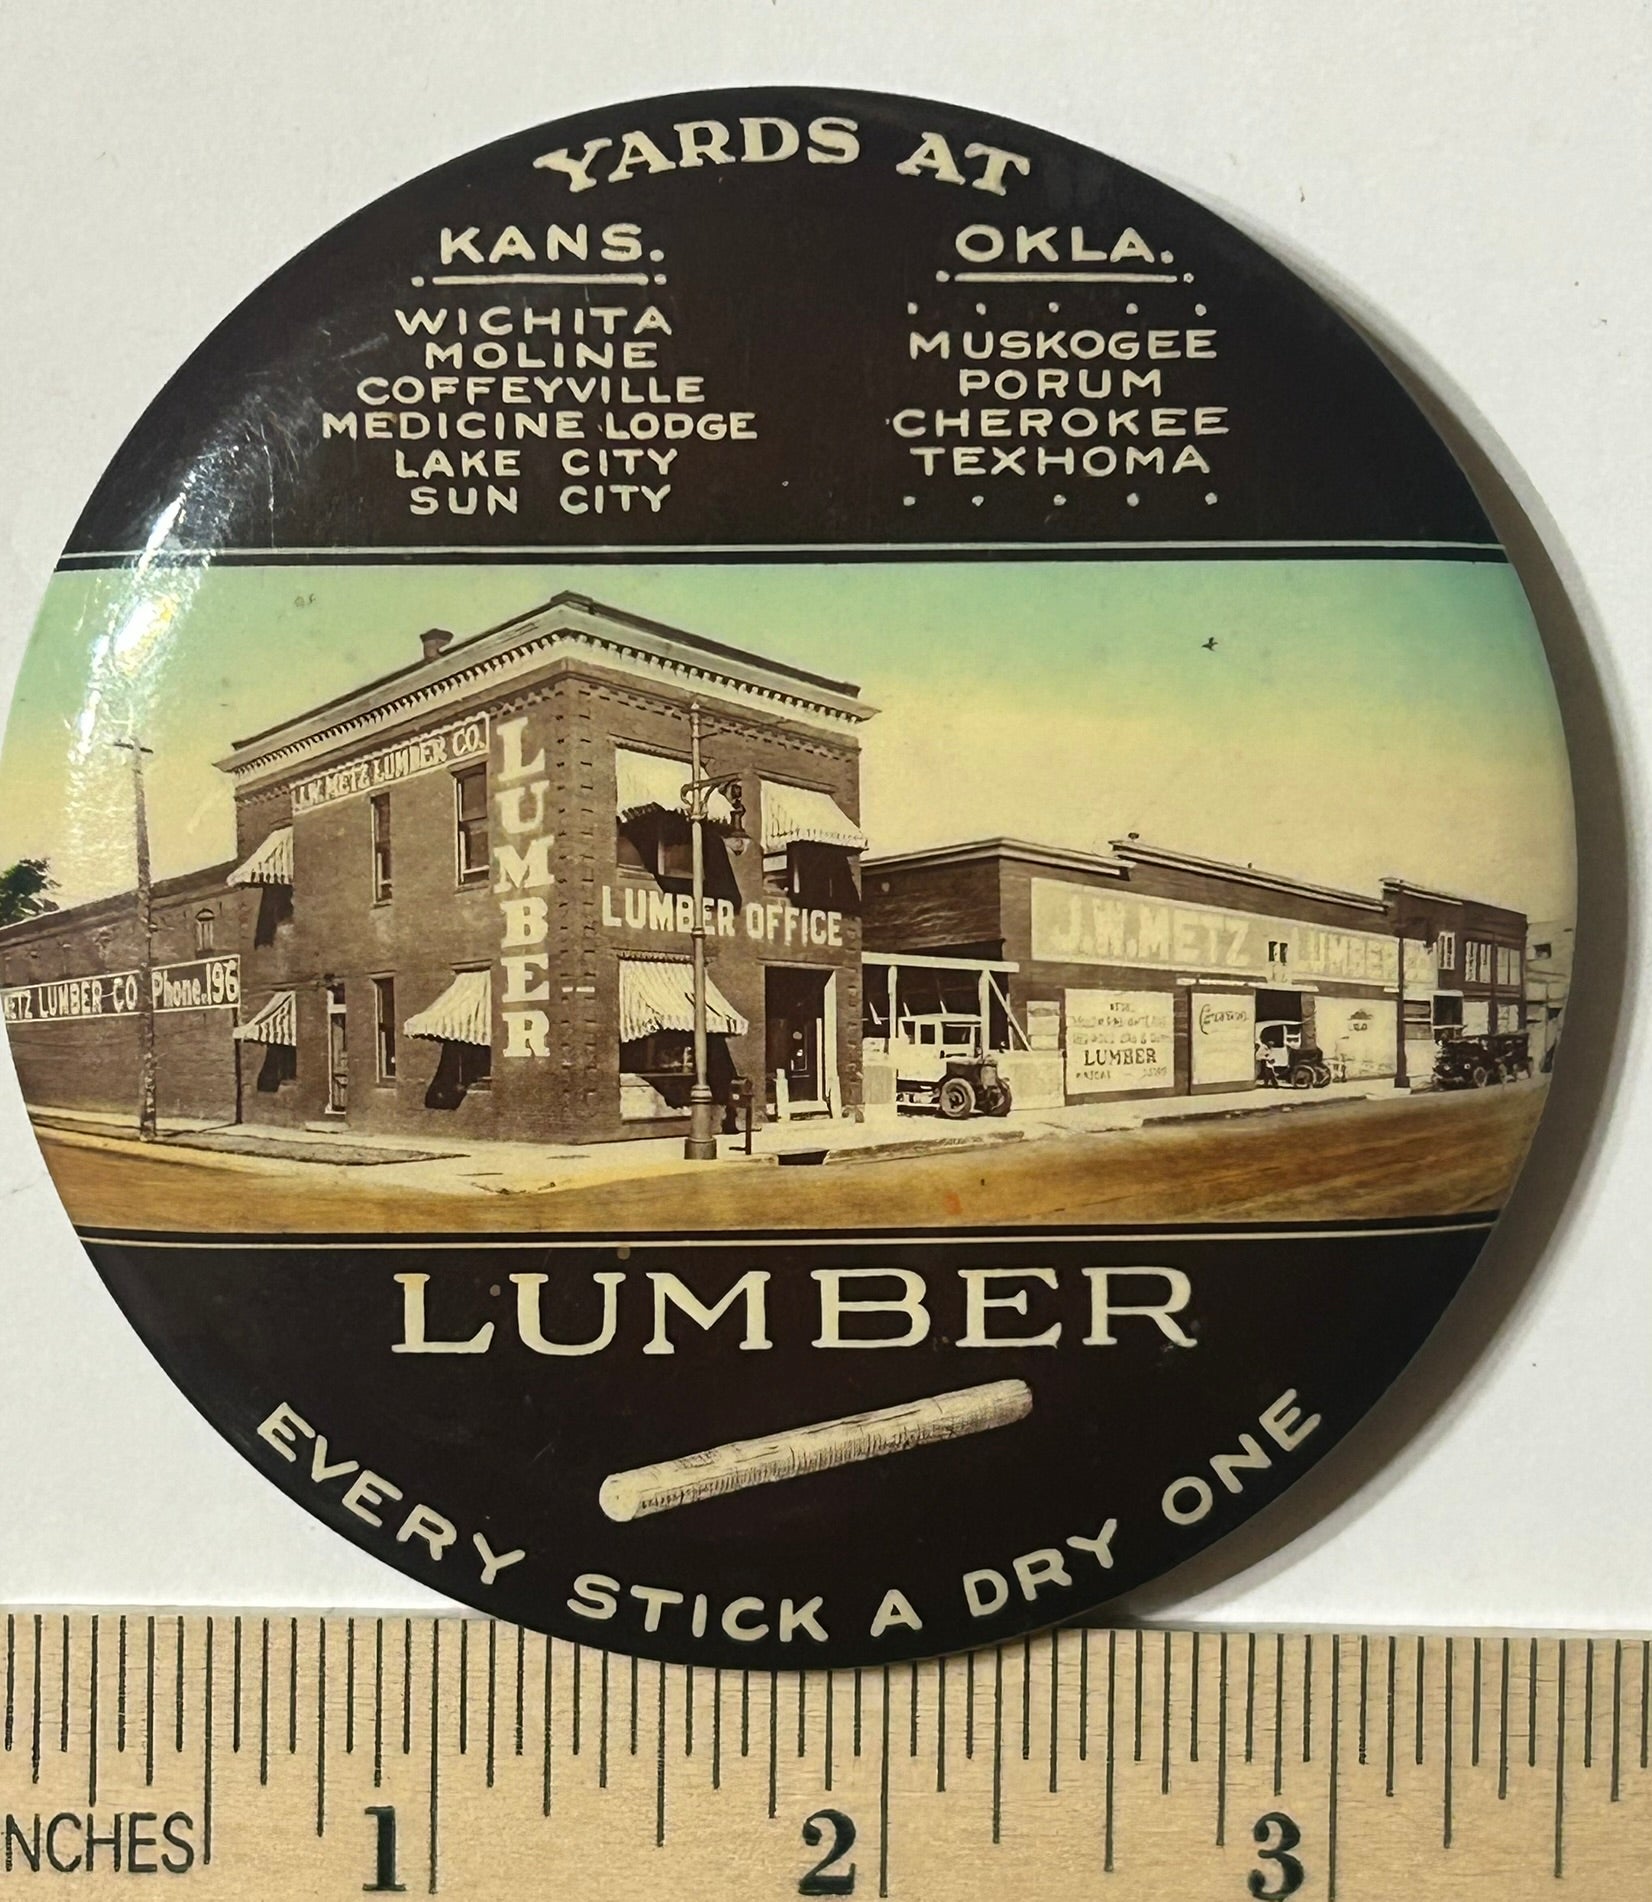 YARDS AT
KANS.
WICHITA
MOLINE
COFFEYVILLE
MEDICINE LODGE
LAKE CITY
SUN CITY
OKLA.
MUSKOGEE
PORUM
CHEROKEE
TEXHOMA
J.W. METZ LUMBER CO.
LUMBER
LUMBER OFFICE
METZ LUMBER CO Phone.196
J.W. METZ LUMBER
LUMBER
LUMBER
EVERY STICK A DRY ONE
NCHES
1
2
3